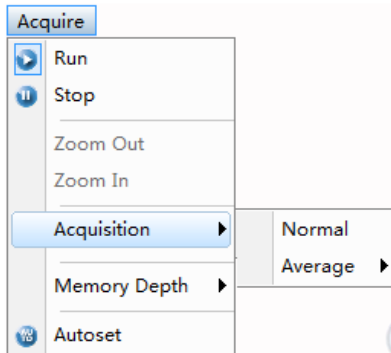 Acquire
Run
Stop
Zoom Out
Zoom In
Acquisition
Normal
Average
Memory Depth
Autoset